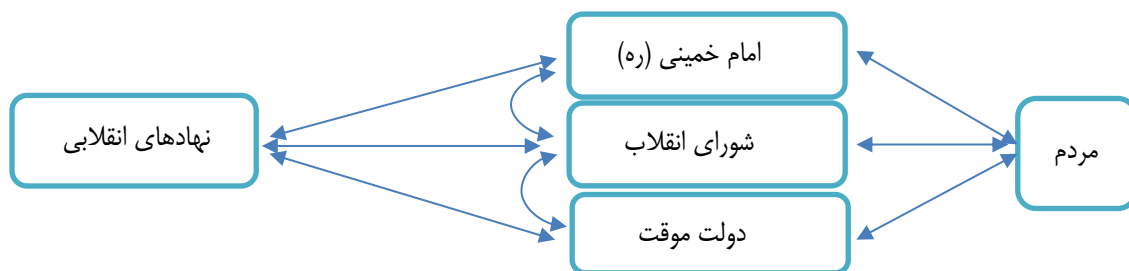 امام خمینی (ره)
نهادهای انقلابی
شورای انقلاب
مردم
دولت موقت